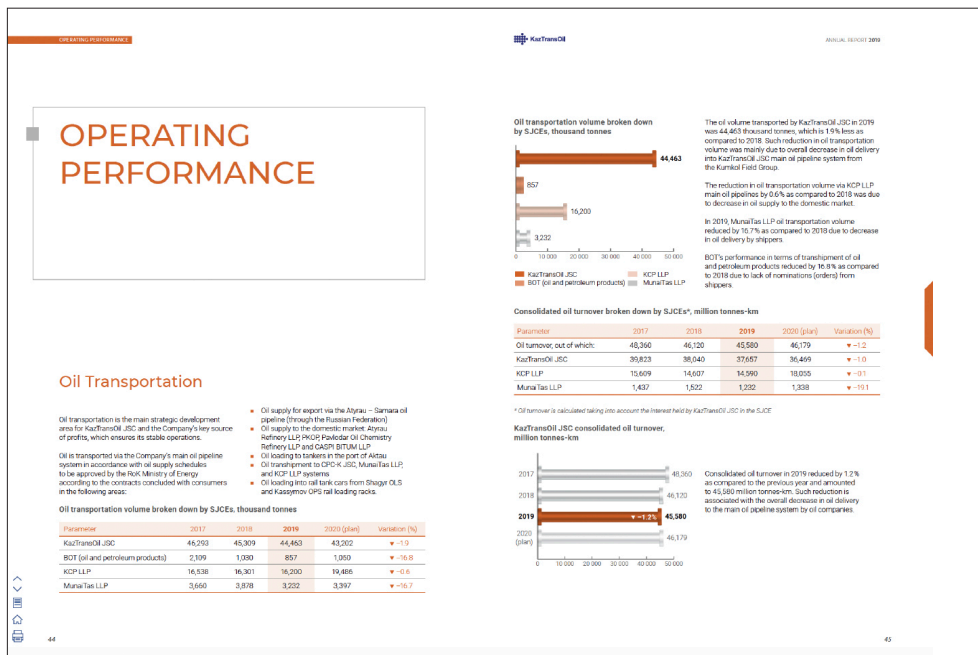 OPERATING PERFORMANCE
OPERATING
PERFORMANCE
Oil Transportation
Oil transportation is the main strategic development
area for KazTransOil JSC and the Company's key source
of profits, which ensures its stable operations.
Oil is transported via the Company's main oil pipeline
system in accordance with oil supply schedules
to be approved by the RoK Ministry of Energy
according to the contracts concluded with consumers
in the following areas:
Oil supply for export via the Atyrau – Samara oil
pipeline (through the Russian Federation)
Oil supply to the domestic market: Atyrau
Refinery LLP, PKOP, Pavlodar Oil Chemistry
Refinery LLP and CASPI BITUM LLP
Oil loading to tankers in the port of Aktau
Oil transhipment to CPC-K JSC, MunaiTas LLP,
and KCP LLP systems
Oil loading into rail tank cars from Shagyr OLS
and Kassymov OPS rail loading racks.
Oil transportation volume broken down by SJCEs, thousand tonnes
Parameter 2017 2018 2019 2020 (plan) Variation (%)
KazTransOil JSC 46,293 45,309 44,463 43,202 ▼ –1.9
BOT (oil and petroleum products) 2,109 1,030 857 1,050 ▼ –16.8
KCP LLP 16,538 16,301 16,200 19,486 ▼ –0.6
MunaiTas LLP 3,660 3,878 3,232 3,397 ▼ –16.7
44
KazTransOil
ANNUAL REPORT 2019
Oil transportation volume broken down
by SJCEs, thousand tonnes
44,463
857
16,200
3,232
0 10 000 20 000 30 000 40 000 50 000
KazTransOil JSC KCP LLP
BOT (oil and petroleum products) MunaiTas LLP
The oil volume transported by KazTransOil JSC in 2019
was 44,463 thousand tonnes, which is 1.9% less as
compared to 2018. Such reduction in oil transportation
volume was mainly due to overall decrease in oil delivery
into KazTransOil JSC main oil pipeline system from
the Kumkol Field Group.
The reduction in oil transportation volume via KCP LLP
main oil pipelines by 0.6% as compared to 2018 was due
to decrease in oil supply to the domestic market.
In 2019, MunaiTas LLP oil transportation volume
reduced by 16.7% as compared to 2018 due to decrease
in oil delivery by shippers.
BOT's performance in terms of transhipment of oil
and petroleum products reduced by 16.8% as compared
to 2018 due to lack of nominations (orders) from
shippers.
Consolidated oil turnover broken down by SJCEs*, million tonnes-km
Parameter 2017 2018 2019 2020 (plan) Variation (%)
Oil turnover, out of which: 48,360 46,120 45,580 46,179 ▼ –1.2
KazTransOil JSC 39,823 38,040 37,657 36,469 ▼ –1.0
KCP LLP 15,609 14,607 14,590 18,055 ▼ –0.1
MunaiTas LLP 1,437 1,522 1,232 1,338 ▼ –19.1
* Oil turnover is calculated taking into account the interest held by KazTransOil JSC in the SJCE
KazTransOil JSC consolidated oil turnover,
million tonnes-km
2017 48,360
2018 46,120
2019 ▼ –1.2% 45,580
2020
(plan) 46,179
0 10 000 20 000 30 000 40 000 50 000
Consolidated oil turnover in 2019 reduced by 1.2%
as compared to the previous year and amounted
to 45,580 million tonnes-km. Such reduction is
associated with the overall decrease in oil delivery
to the main oil pipeline system by oil companies.
45